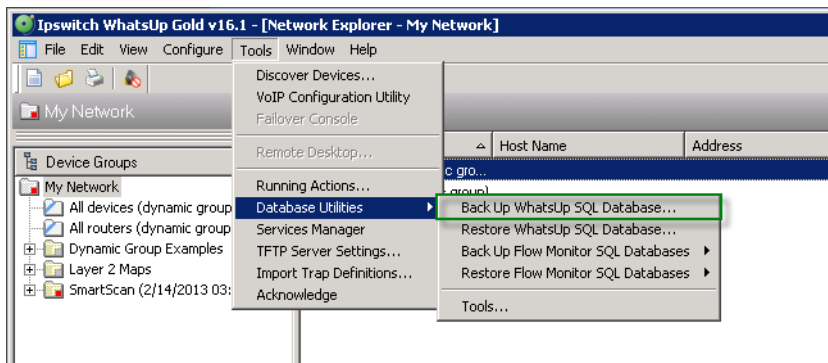 Ipswitch WhatsUp Gold v16.1 - [Network Explorer - My Network]
File Edit View Configure Tools Window Help
Discover Devices...
VoIP Configuration Utility
Failover Console
Remote Desktop...
Running Actions...
Database Utilities
Services Manager
TFTP Server Settings...
Import Trap Definitions...
Acknowledge
My Network
Host Name Address
c gro...
group)
Device Groups
My Network
All devices (dynamic group
All routers (dynamic group
Dynamic Group Examples
Layer 2 Maps
SmartScan (2/14/2013 03:
Back Up WhatsUp SQL Database...
Restore WhatsUp SQL Database...
Back Up Flow Monitor SQL Databases
Restore Flow Monitor SQL Databases
Tools...